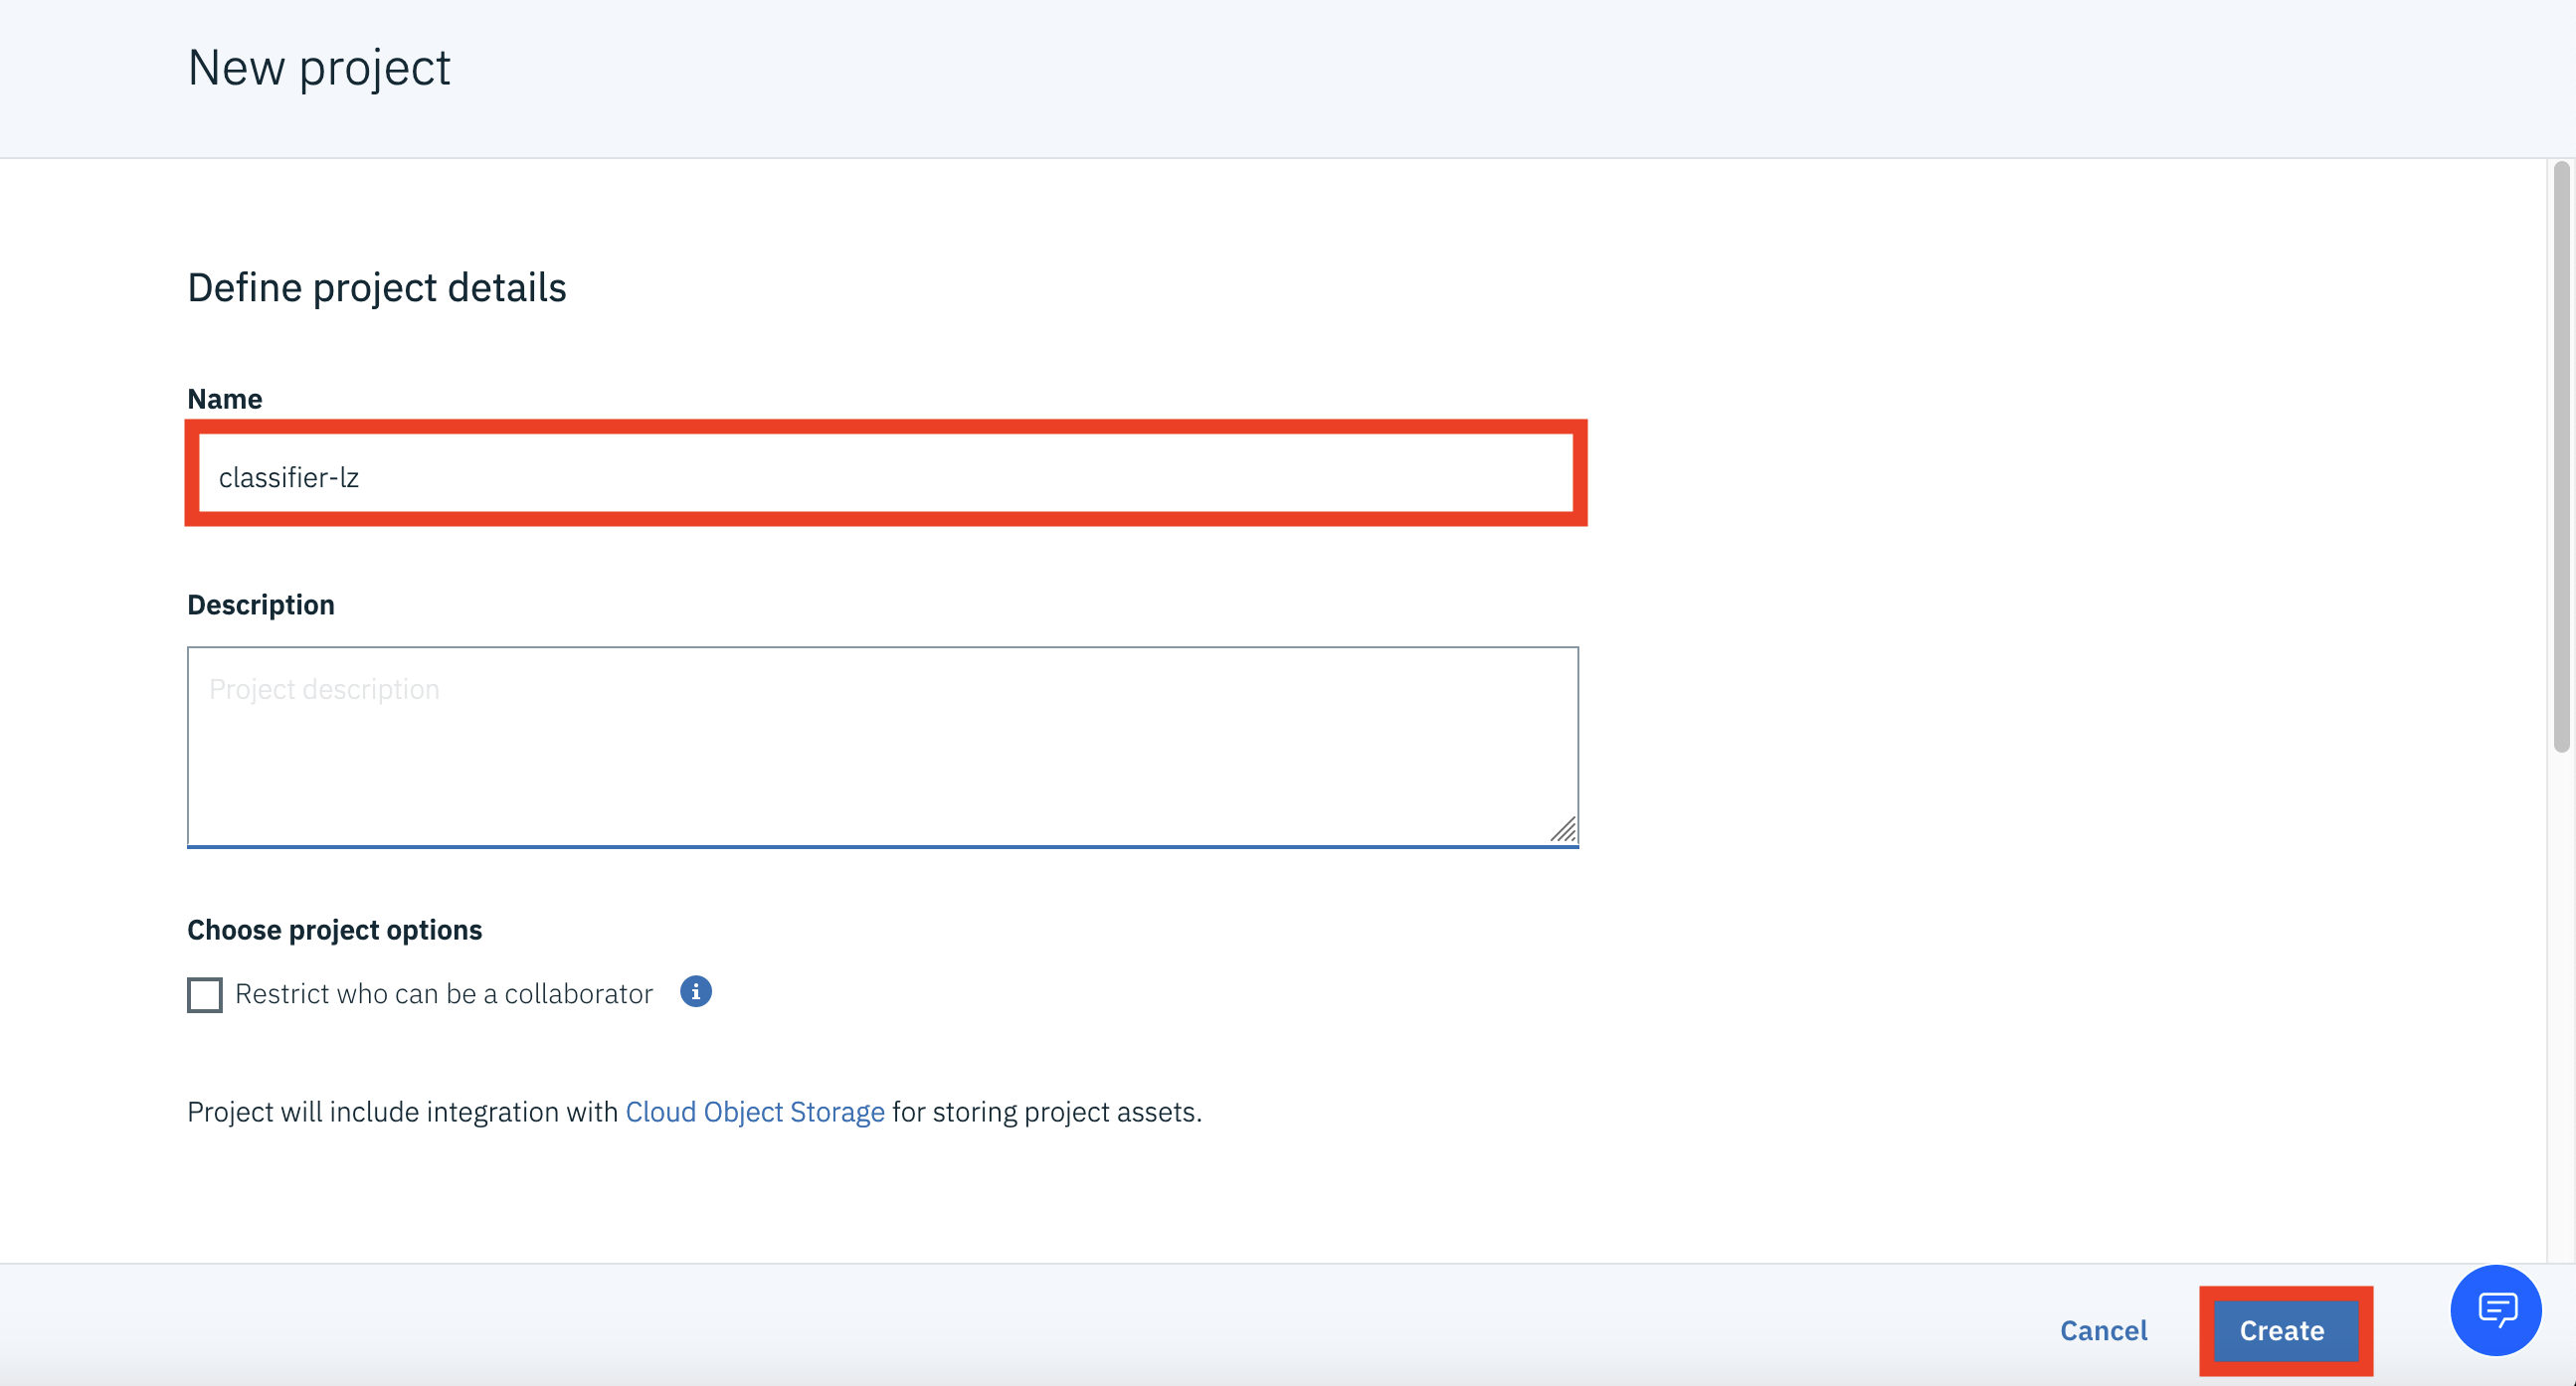 New project
Define project details
Name
classifier-lz
Description
Project description
Choose project options
Restrict who can be a collaborator
Project will include integration with Cloud Object Storage for storing project assets.
Cancel Create